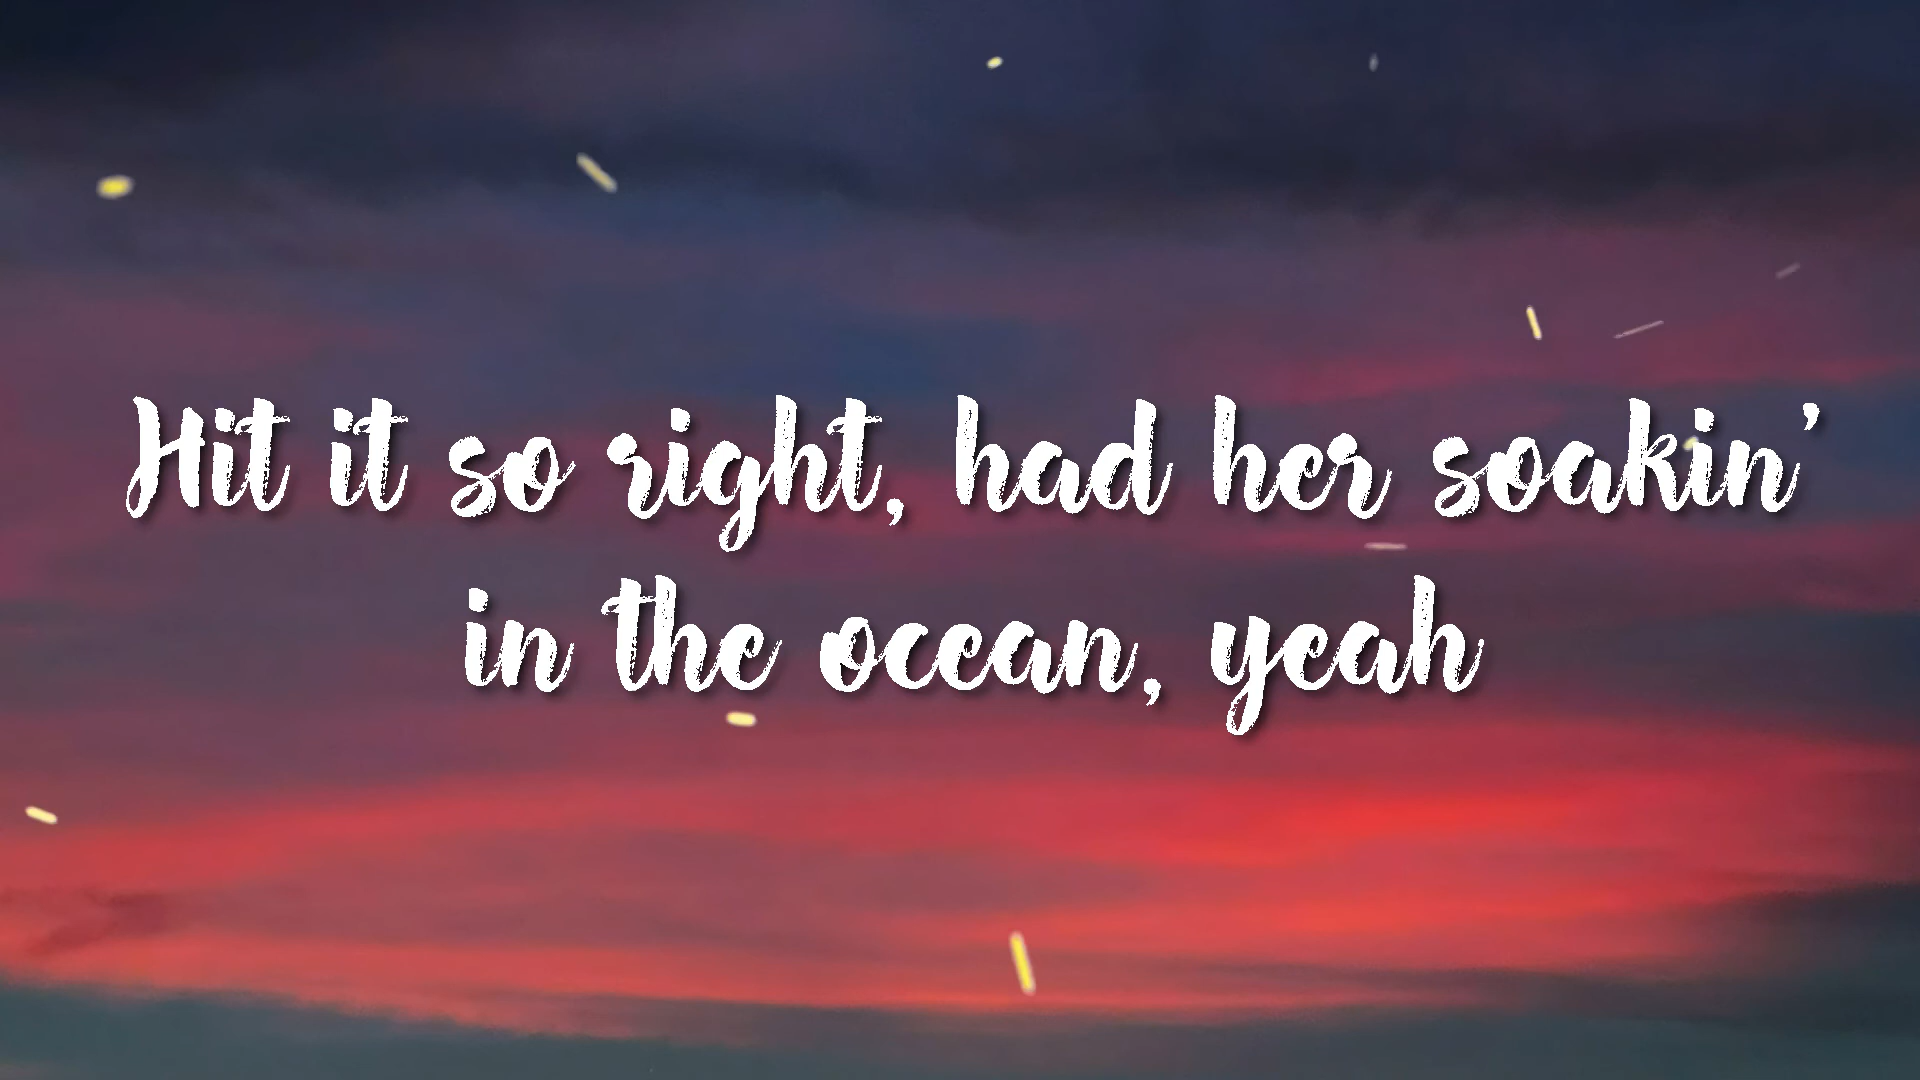 Hit it so right, had her soakin’
in the ocean, yeah